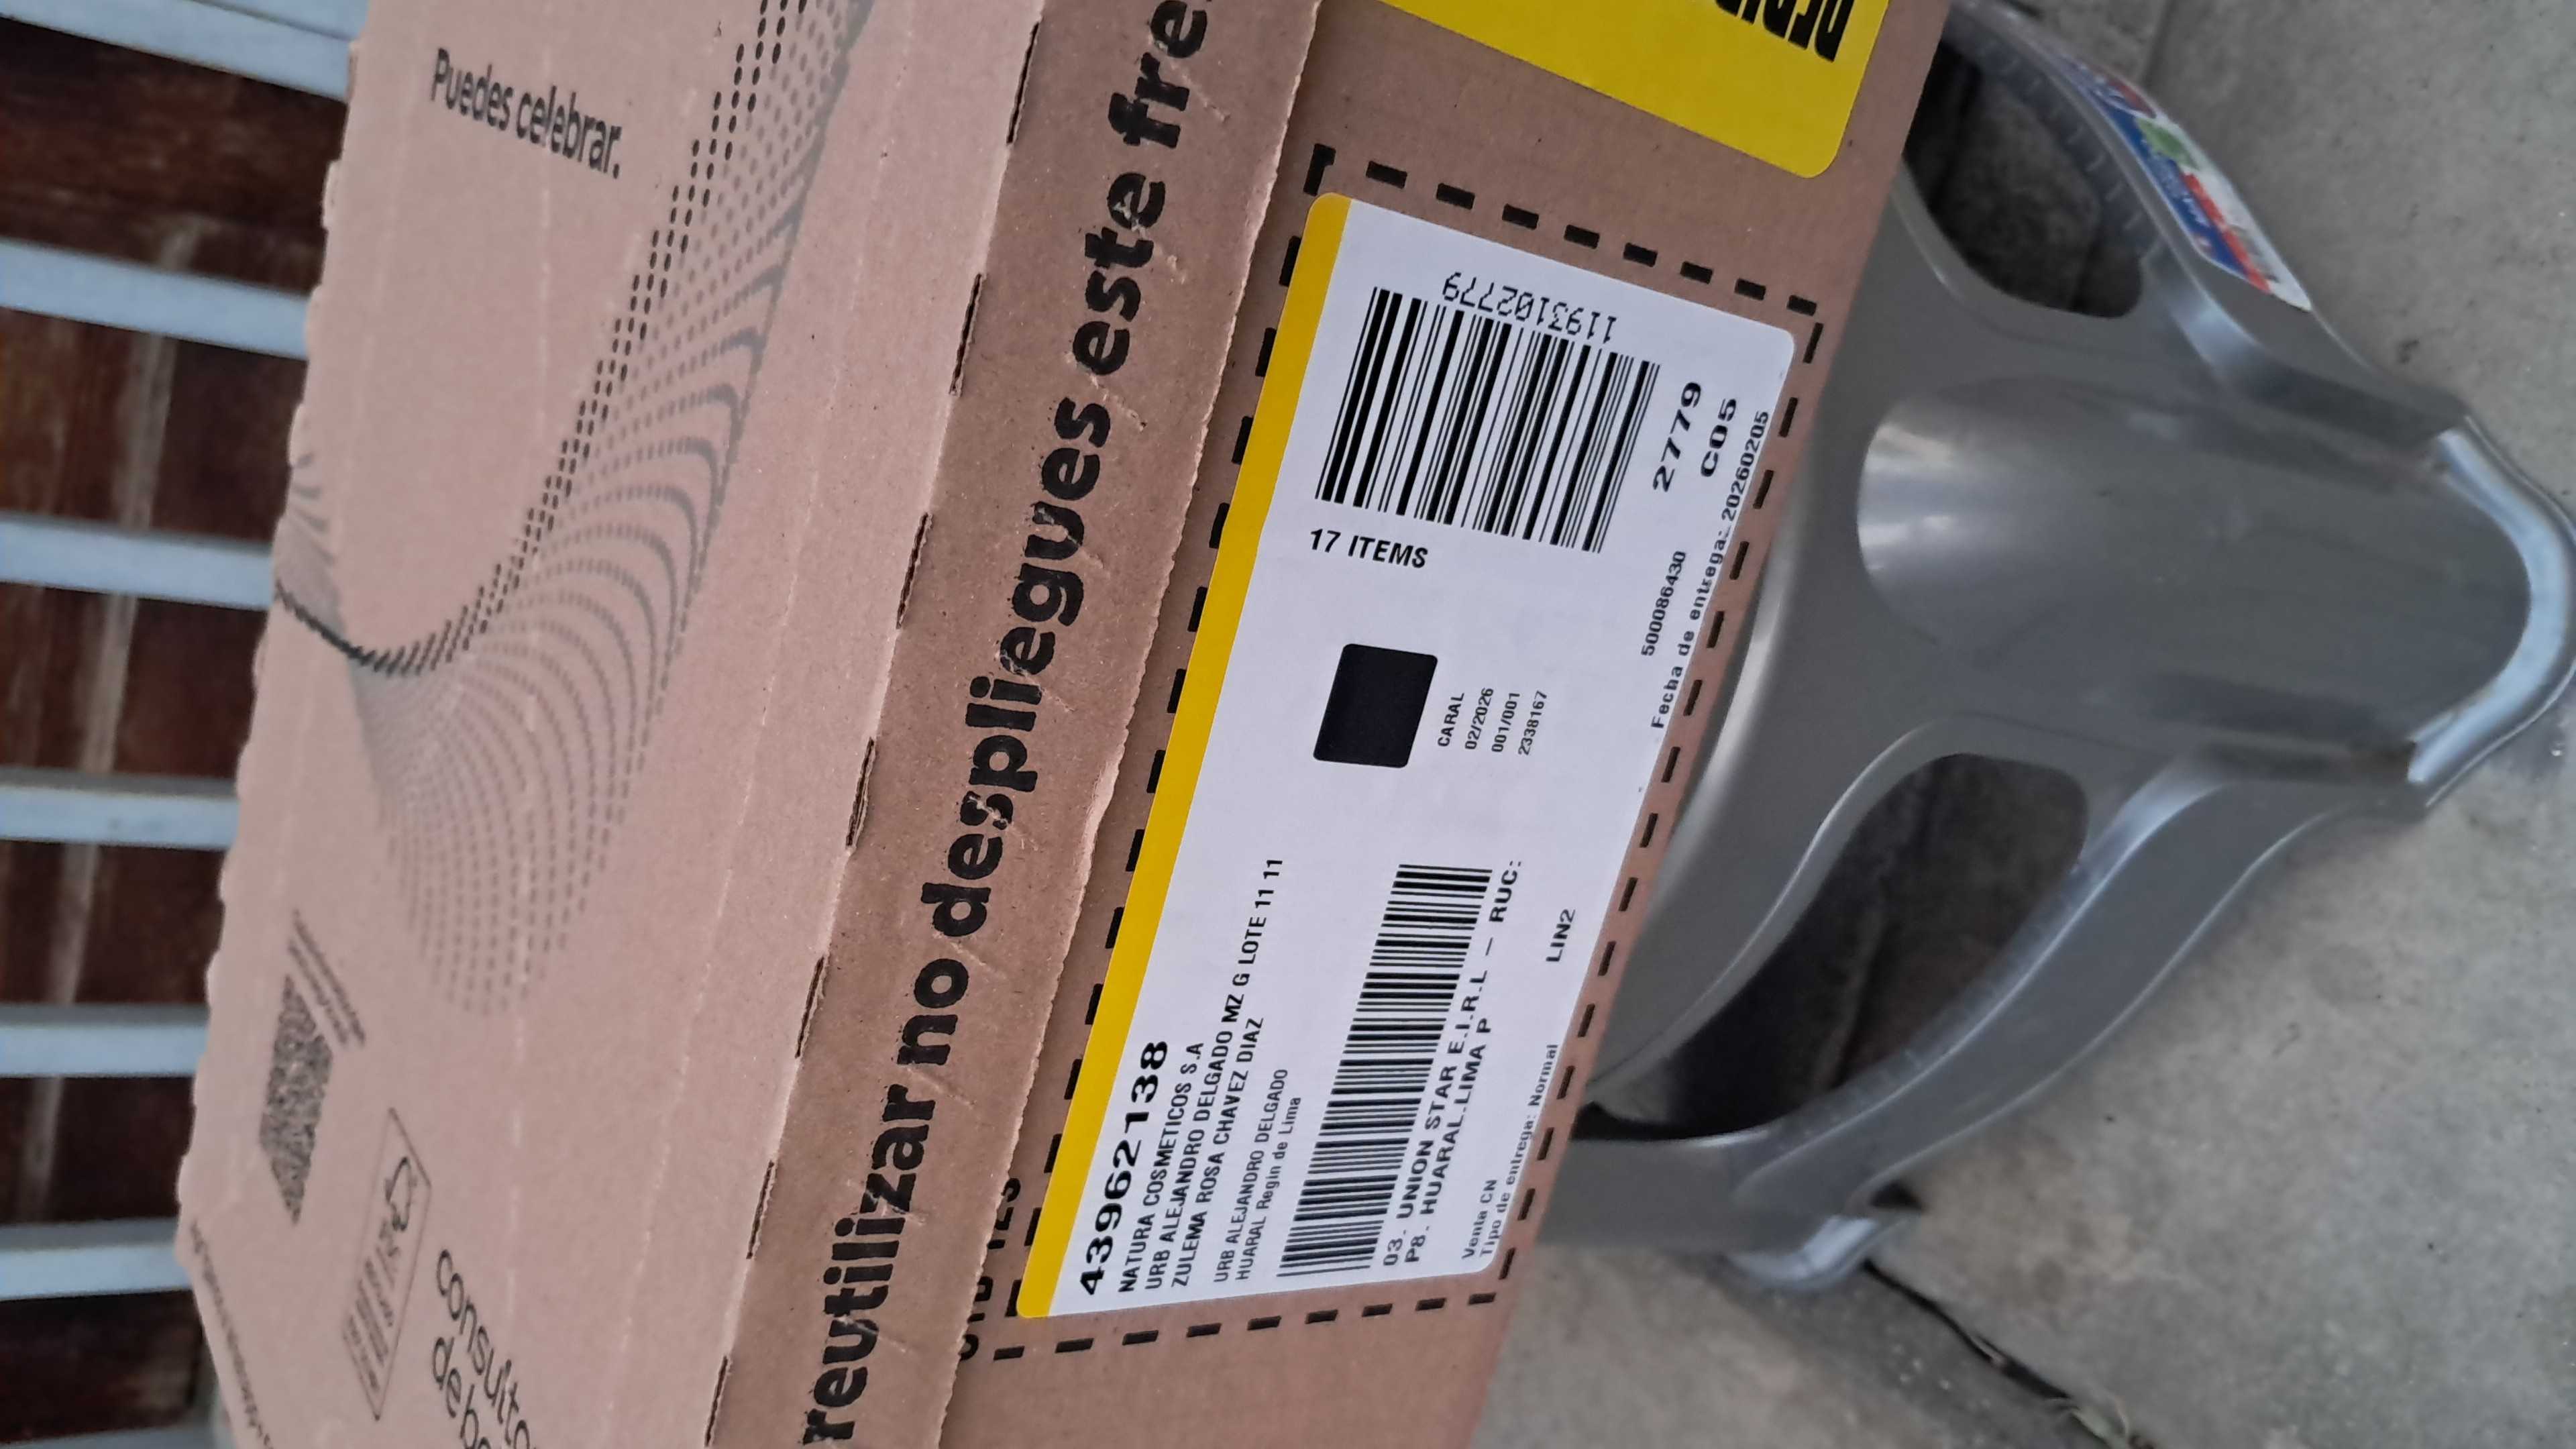 Puedes celebrar.
consulto
de be
reutilizar no despliegues este fre
43962138
NATURA COSMETICOS S.A
URB ALEJANDRO DELGADO MZ G LOTE 11 11
ZULEMA ROSA CHAVEZ DIAZ
URB ALEJANDRO DELGADO
HUARAL Regin de Lima
03. UNION STAR E.I.R.L - RUC:
P8. HUARAL.LIMA P
Venta CN
LIN2
Tipo de entrega: Normal
17 ITEMS
CARAL
02/2026
001/001
2338167
1193102779
2779
C05
500086430
Fecha de entrega: 20260205